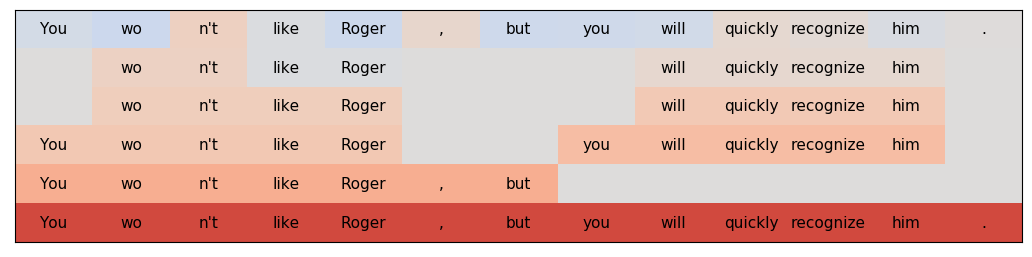 You wo n't like Roger , but you will quickly recognize him .
wo n't like Roger will quickly recognize him
wo n't like Roger will quickly recognize him
You wo n't like Roger you will quickly recognize him
You wo n't like Roger , but
You wo n't like Roger , but you will quickly recognize him .